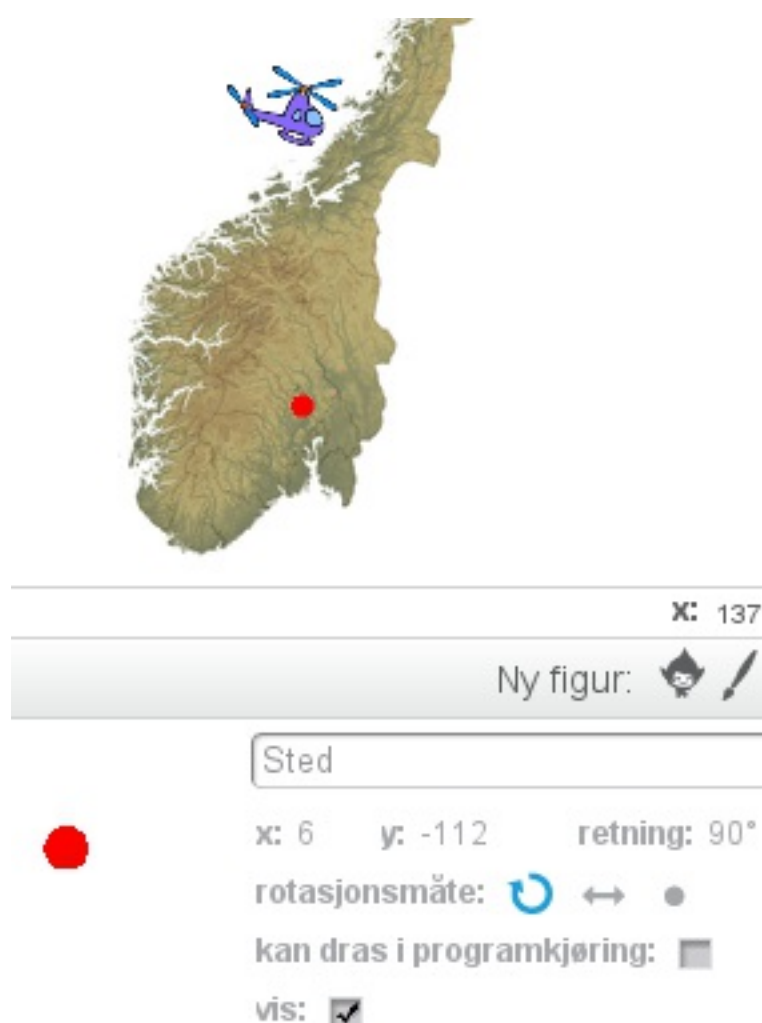 x: 137
Ny figur:
Sted
x: 6 y: -112 retning: 90°
rotasjonsmåte:
kan dras i programkjøring:
vis: